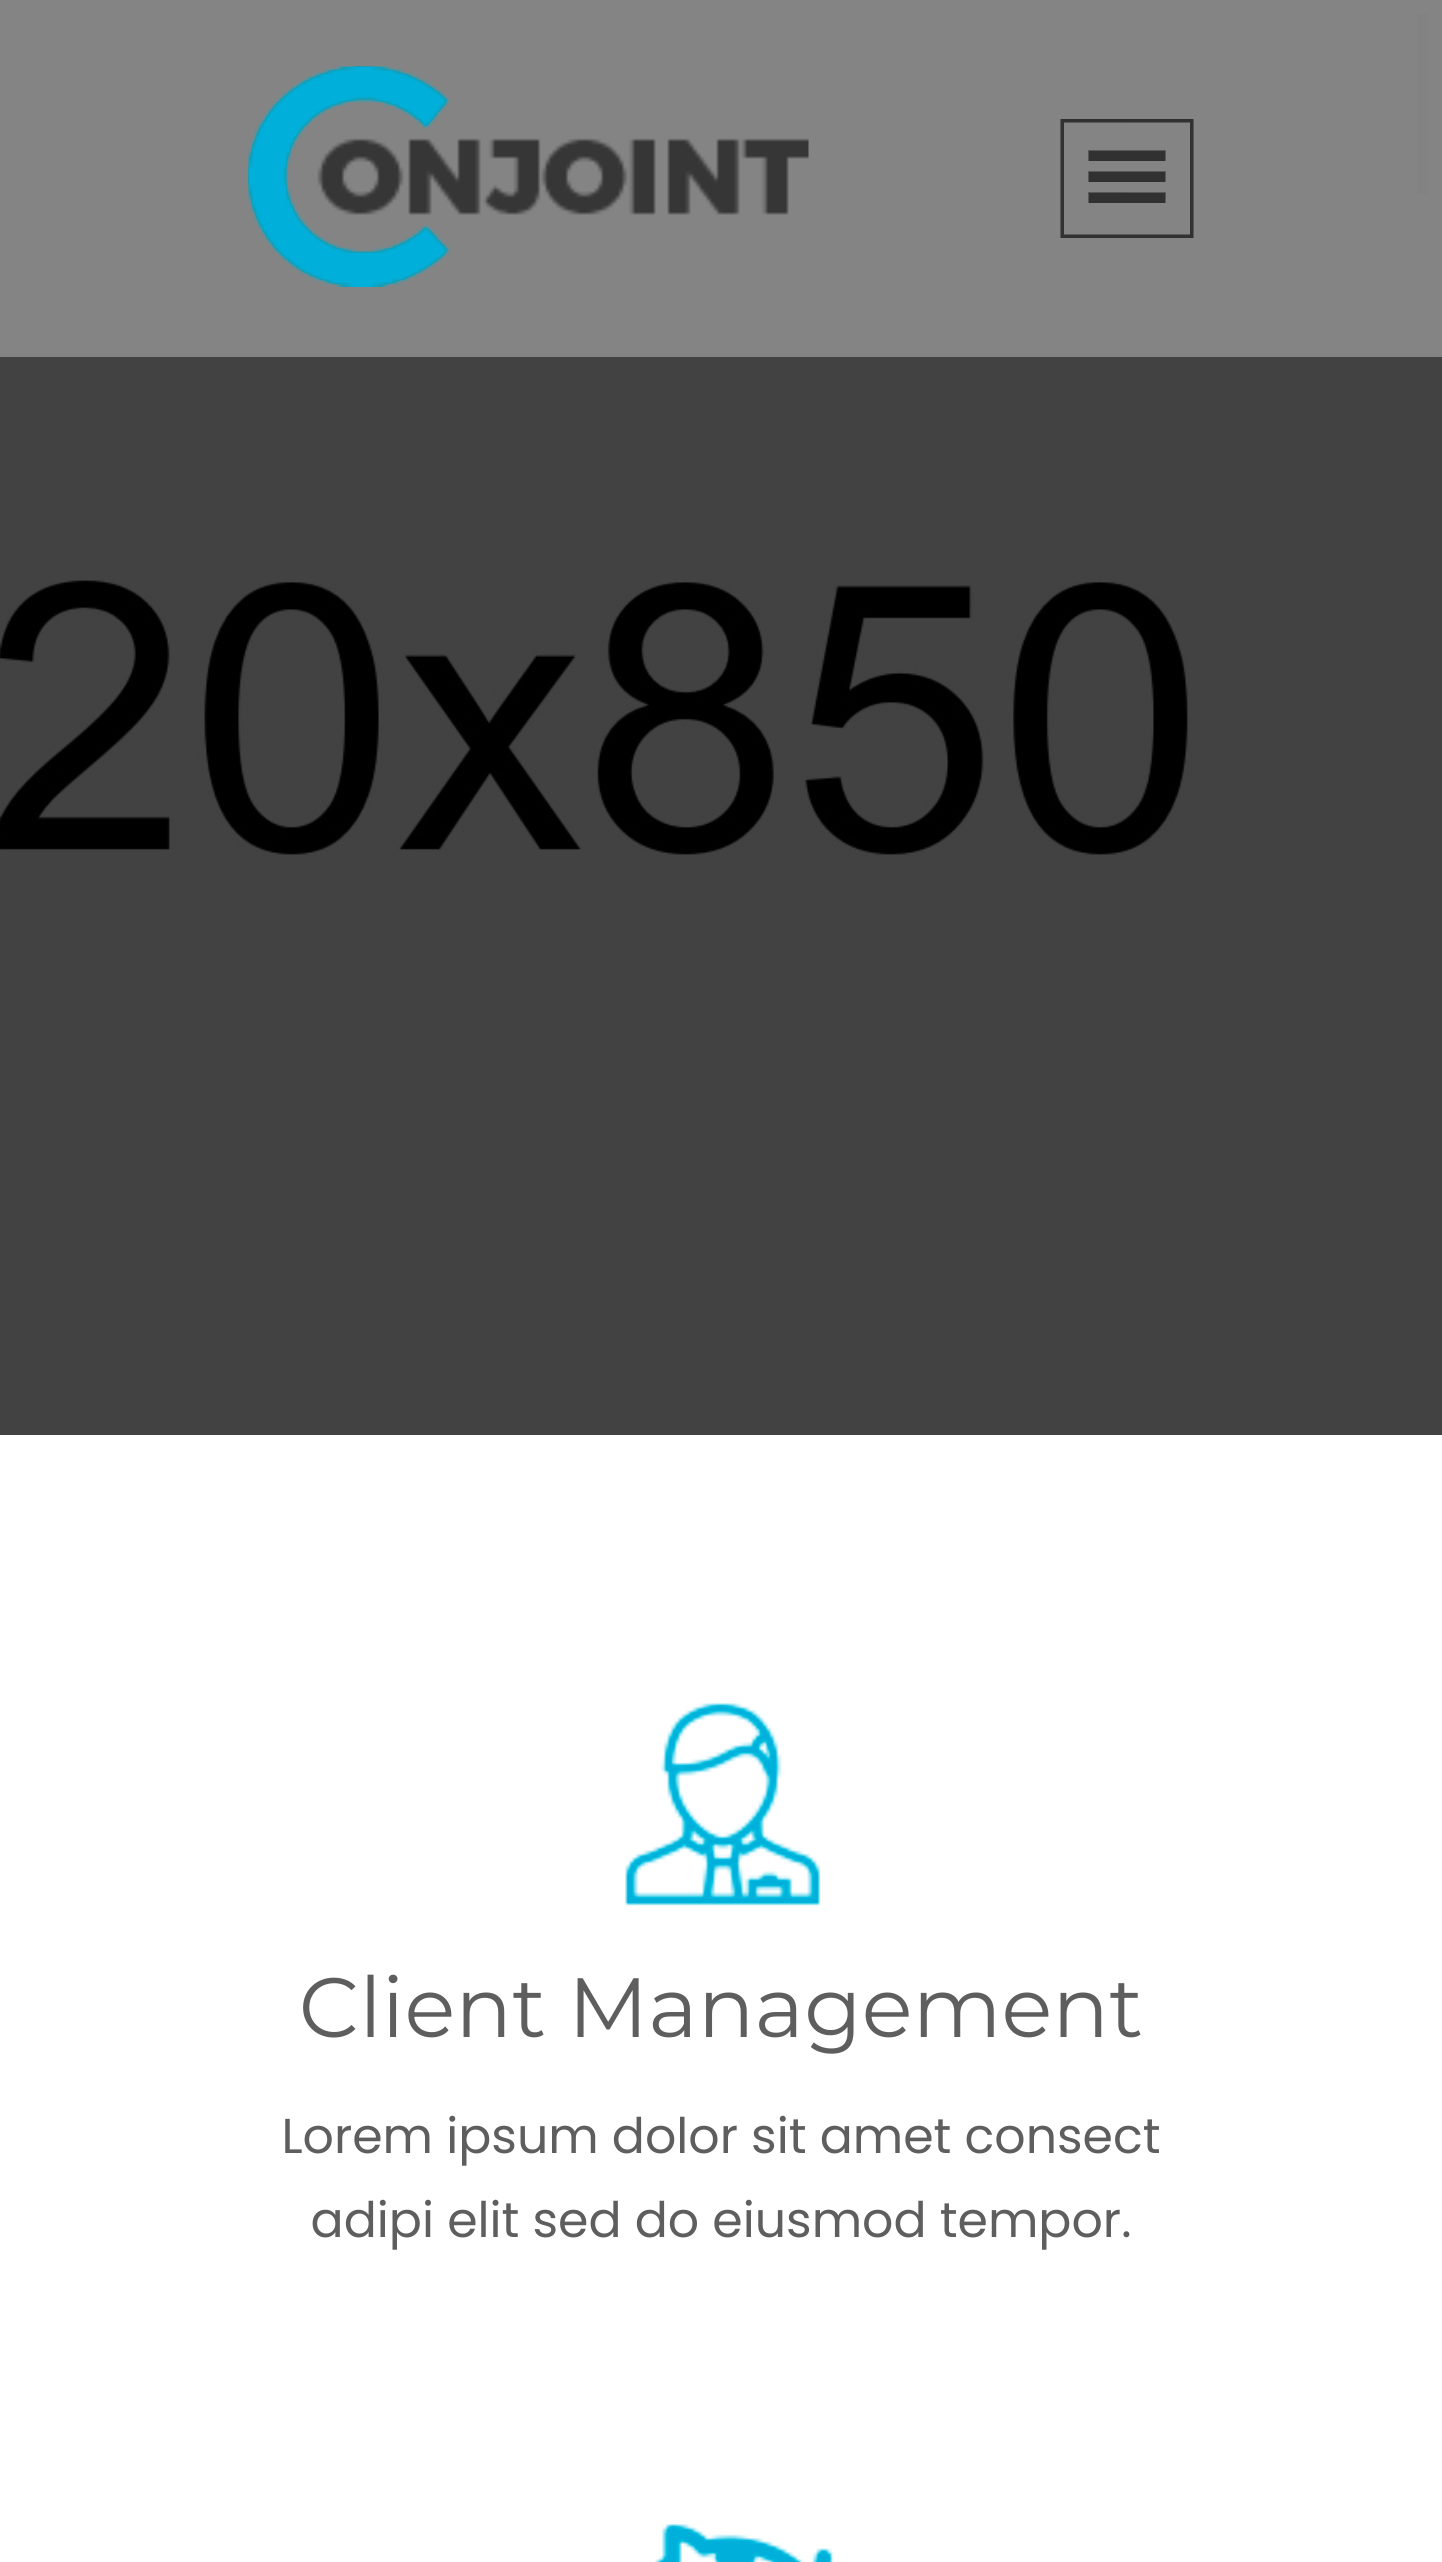 CONJOINT
20x850
Client Management
Lorem ipsum dolor sit amet consect
adipi elit sed do eiusmod tempor.